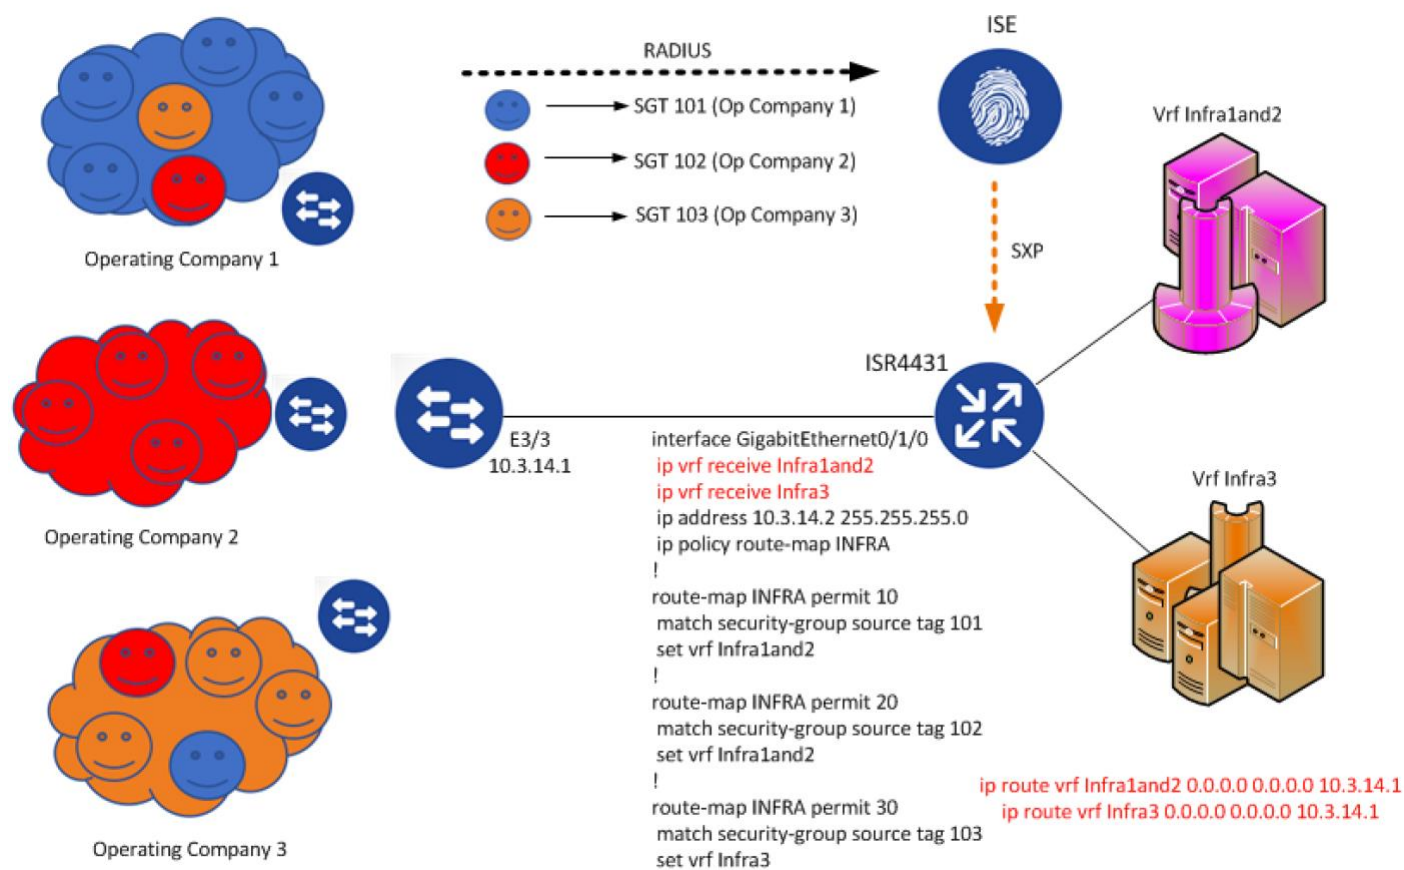 RADIUS
ISE
SGT 101 (Op Company 1)
SGT 102 (Op Company 2)
SGT 103 (Op Company 3)
Vrf Infra1and2
SXP
Operating Company 1
ISR4431
E3/3
10.3.14.1
interface GigabitEthernet0/1/0
ip vrf receive Infra1and2
ip vrf receive Infra3
ip address 10.3.14.2 255.255.255.0
ip policy route-map INFRA
!
route-map INFRA permit 10
match security-group source tag 101
set vrf Infra1and2
!
route-map INFRA permit 20
match security-group source tag 102
set vrf Infra1and2
!
route-map INFRA permit 30
match security-group source tag 103
set vrf Infra3
Vrf Infra3
Operating Company 2
ip route vrf Infra1and2 0.0.0.0 0.0.0.0 10.3.14.1
ip route vrf Infra3 0.0.0.0 0.0.0.0 10.3.14.1
Operating Company 3